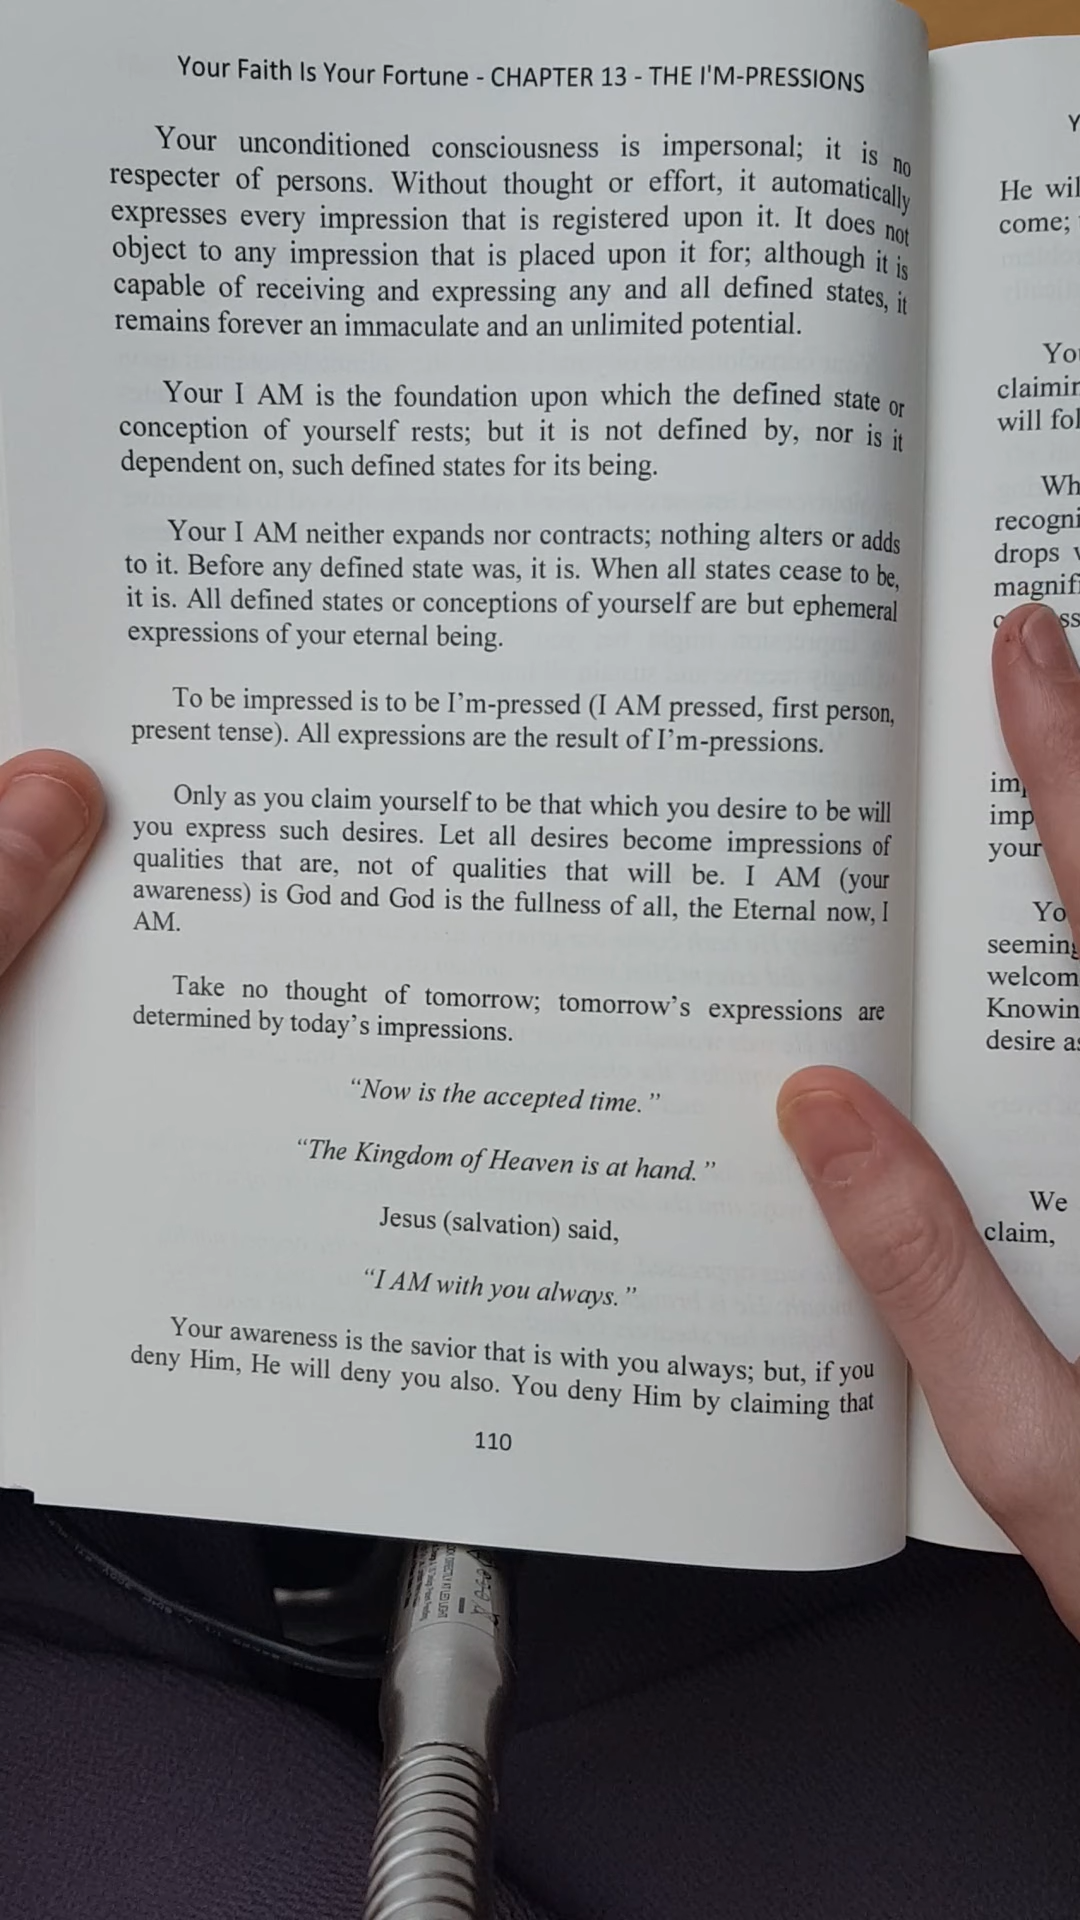 Your Faith Is Your Fortune - CHAPTER 13 - THE I'M-PRESSIONS
Your unconditioned consciousness is impersonal; it is no
respecter of persons. Without thought or effort, it automatically
expresses every impression that is registered upon it. It does not
object to any impression that is placed upon it for; although it is
capable of receiving and expressing any and all defined states, it
remains forever an immaculate and an unlimited potential.
Your I AM is the foundation upon which the defined state or
conception of yourself rests; but it is not defined by, nor is it
dependent on, such defined states for its being.
Your I AM neither expands nor contracts; nothing alters or adds
to it. Before any defined state was, it is. When all states cease to be,
it is. All defined states or conceptions of yourself are but ephemeral
expressions of your eternal being.
To be impressed is to be I’m-pressed (I AM pressed, first person,
present tense). All expressions are the result of I’m-pressions.
Only as you claim yourself to be that which you desire to be will
you express such desires. Let all desires become impressions of
qualities that are, not of qualities that will be. I AM (your
awareness) is God and God is the fullness of all, the Eternal now, I
AM.
Take no thought of tomorrow; tomorrow’s expressions are
determined by today’s impressions.
“Now is the accepted time.”
“The Kingdom of Heaven is at hand.”
Jesus (salvation) said,
“I AM with you always.”
Your awareness is the savior that is with you always; but, if you
deny Him, He will deny you also. You deny Him by claiming that
110
Y
He wil
come;
You
claimin
will fol
Wh
recogni
drops
magnifi
imp
your
Yo
seeming
welcom
Knowin
desire as
We
claim,